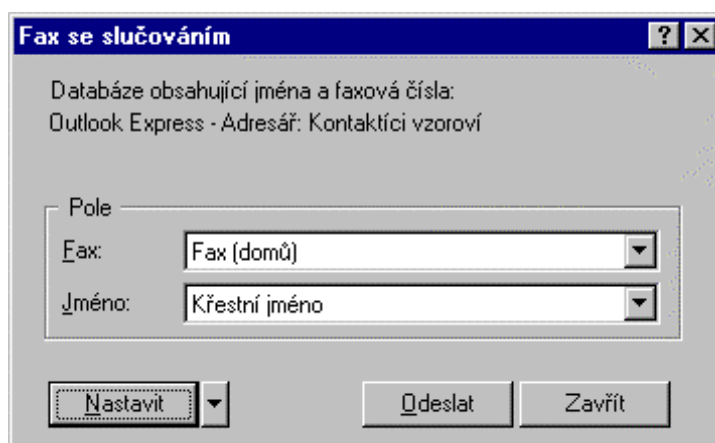 Fax se slučováním
Databáze obsahující jména a faxová čísla:
Outlook Express - Adresář: Kontaktíci vzoroví
Pole
Fax: Fax (domů)
Jméno: Křestní jméno
Nastavit Odeslat Zavřít